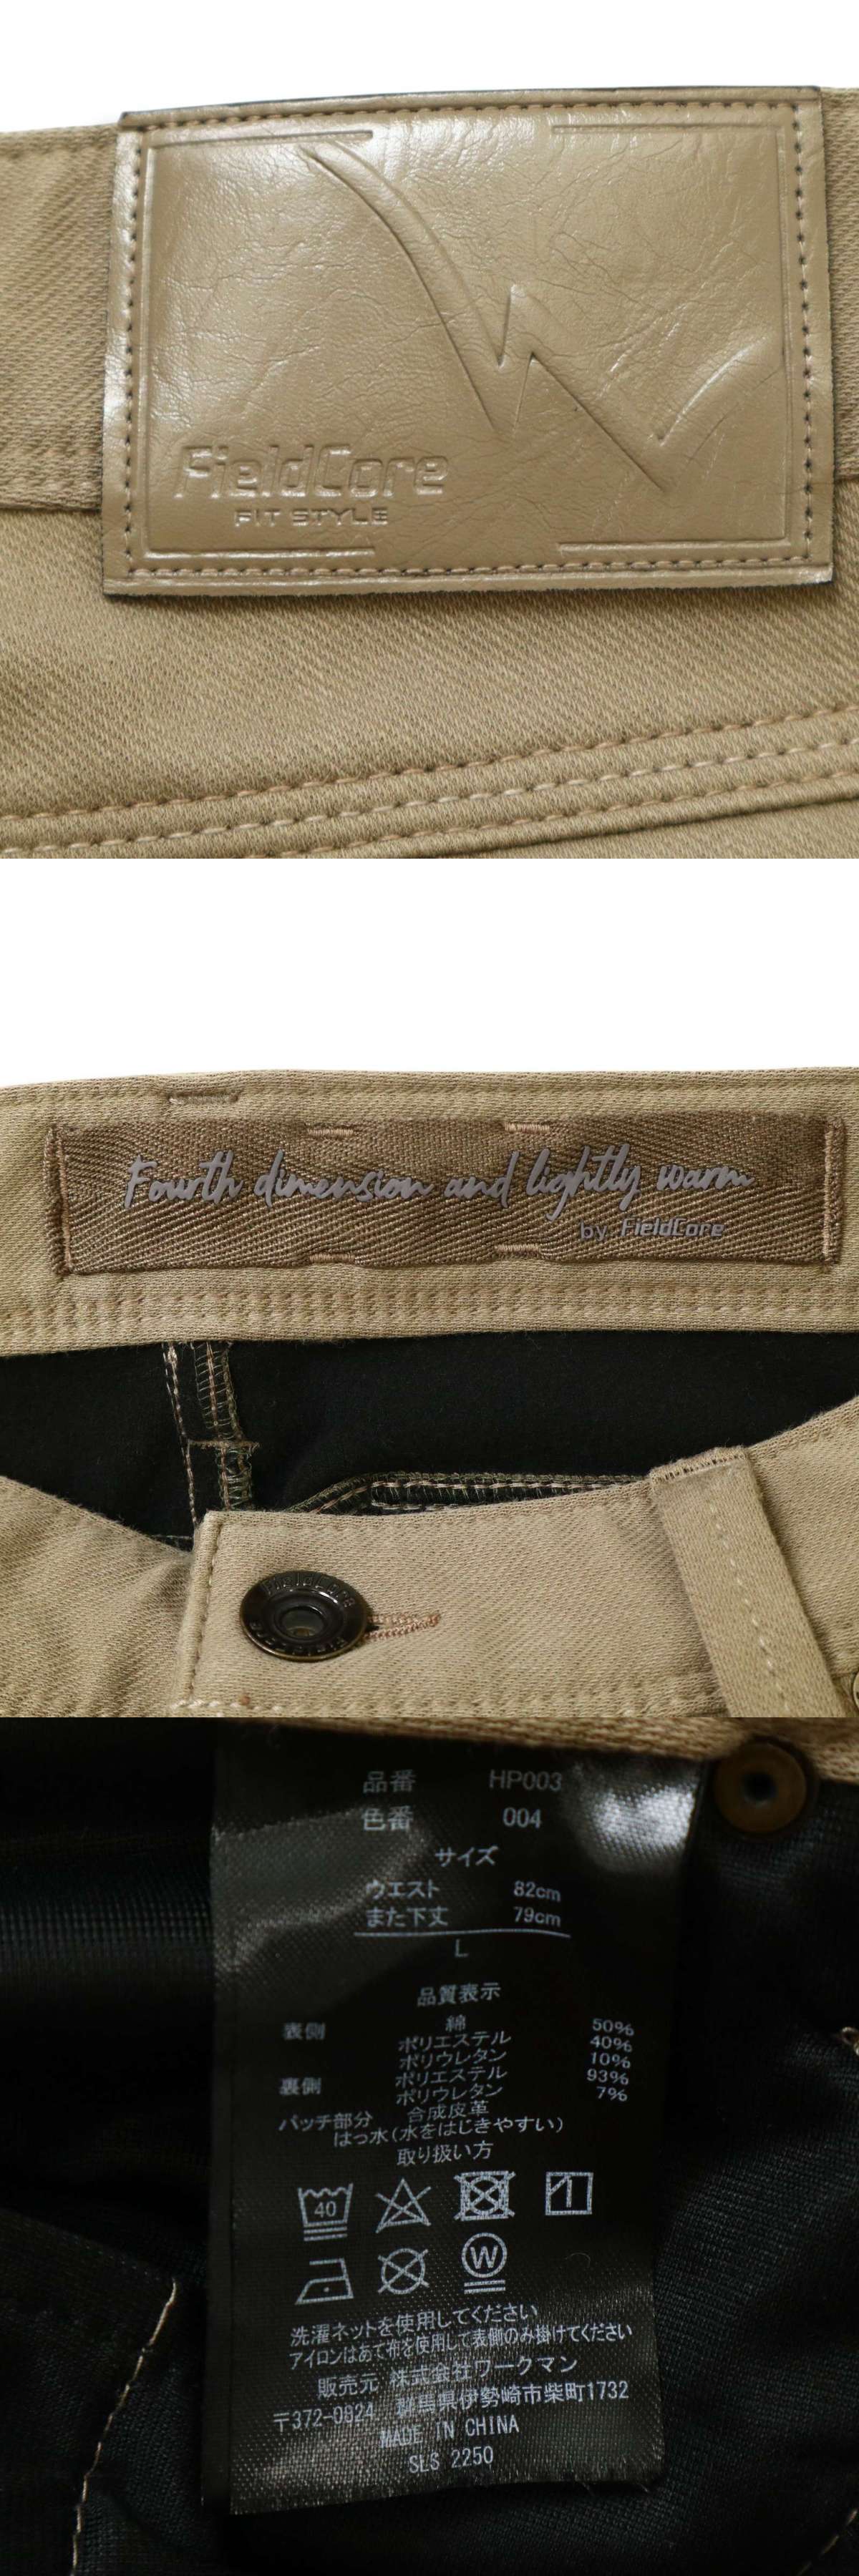 FieldCore
FIT STYLE
Fourth dimension and lightly warm
by FieldCore
品番 HP003
色番 004
サイズ
ウエスト 82cm
また下丈 79cm
L
品質表示
表側 綿 50%
ポリエステル 40%
ポリウレタン 10%
裏側 ポリエステル 93%
ポリウレタン 7%
パッチ部分 合成皮革
はっ水(水をはじきやすい)
取り扱い方
40
W
洗濯ネットを使用してください
アイロンはあて布を使用して表側のみ掛けてください
販売元 株式会社ワークマン
〒372-0824 群馬県伊勢崎市柴町1732
MADE IN CHINA
SLS 2250